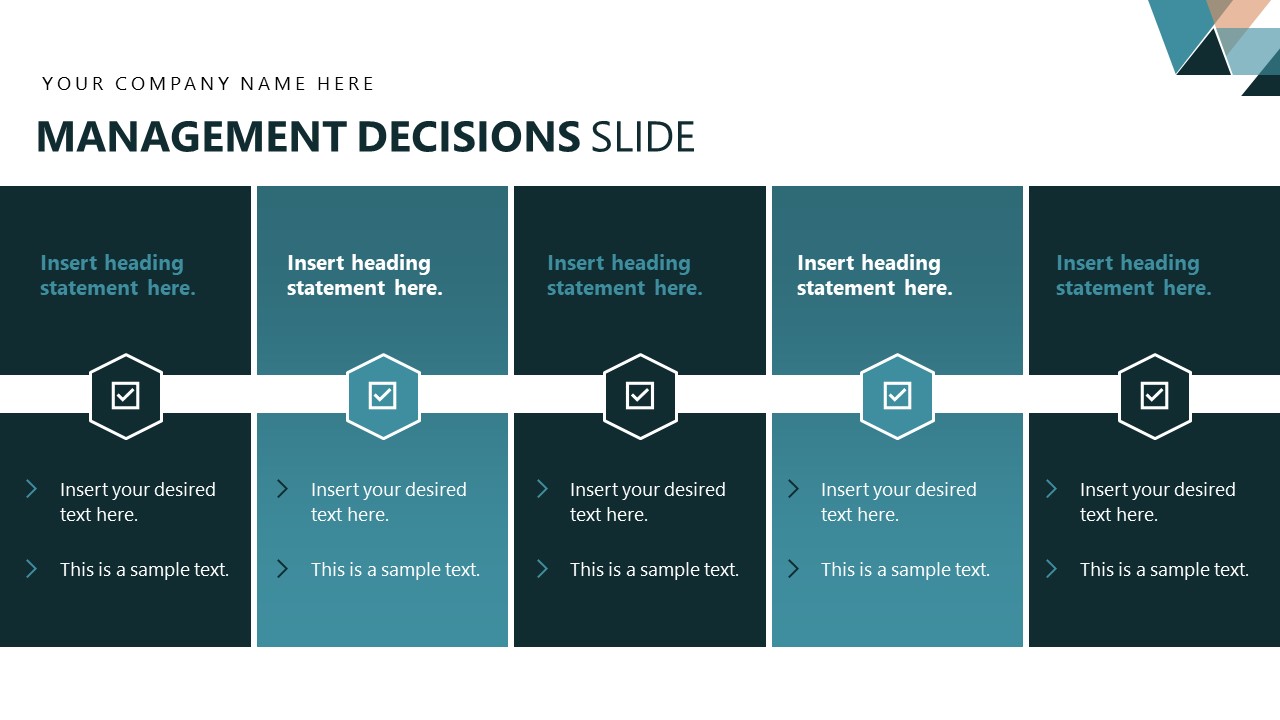 YOUR COMPANY NAME HERE
MANAGEMENT DECISIONS SLIDE
Insert heading
statement here.
Insert heading
statement here.
Insert heading
statement here.
Insert heading
statement here.
Insert heading
statement here.
Insert your desired
text here.
This is a sample text.
Insert your desired
text here.
This is a sample text.
Insert your desired
text here.
This is a sample text.
Insert your desired
text here.
This is a sample text.
Insert your desired
text here.
This is a sample text.